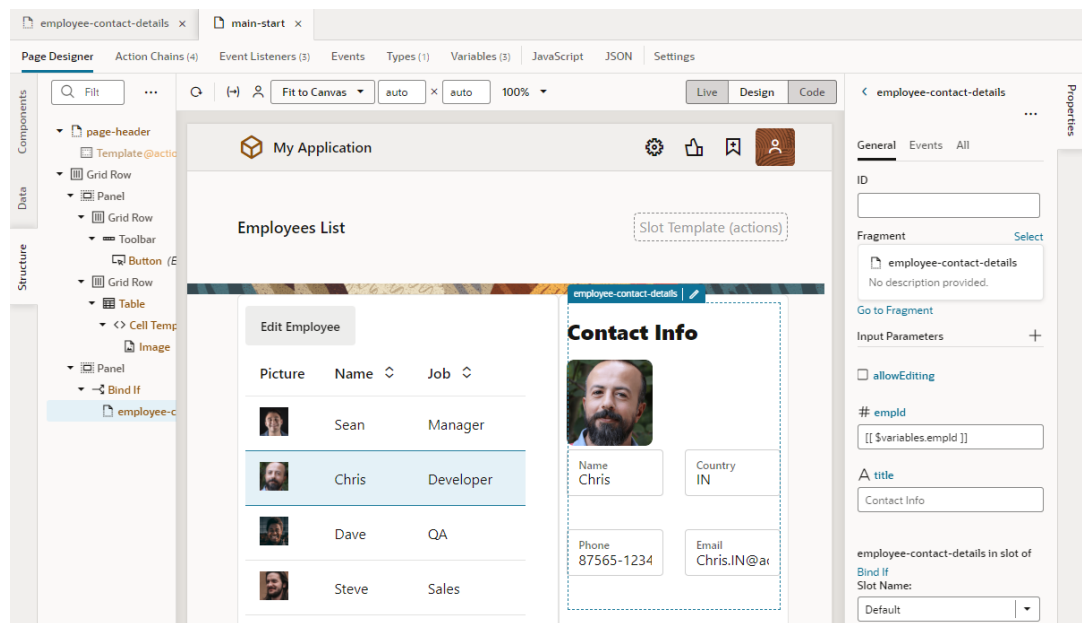 employee-contact-details × main-start ×
Page Designer Action Chains (4) Event Listeners (3) Events Types (1) Variables (3) JavaScript JSON Settings
Components
Data
Structure
Filt ...
page-header
Template@actio
Grid Row
Panel
Grid Row
Toolbar
Button (E
Grid Row
Table
<> Cell Temp
Image
Panel
Bind If
employee-c
Fit to Canvas auto × auto 100% Live Design Code
My Application
Employees List Slot Template (actions)
Edit Employee
Picture Name Job
Sean Manager
Chris Developer
Dave QA
Steve Sales
employee-contact-details
Contact Info
Name
Chris
Country
IN
Phone
87565-1234
Email
Chris.IN@a
employee-contact-details
...
General Events All
ID
Fragment Select
employee-contact-details
No description provided.
Go to Fragment
Input Parameters +
allowEditing
# empId
[[ $variables.empId ]]
A title
Contact Info
employee-contact-details in slot of
Bind If
Slot Name:
Default
Properties